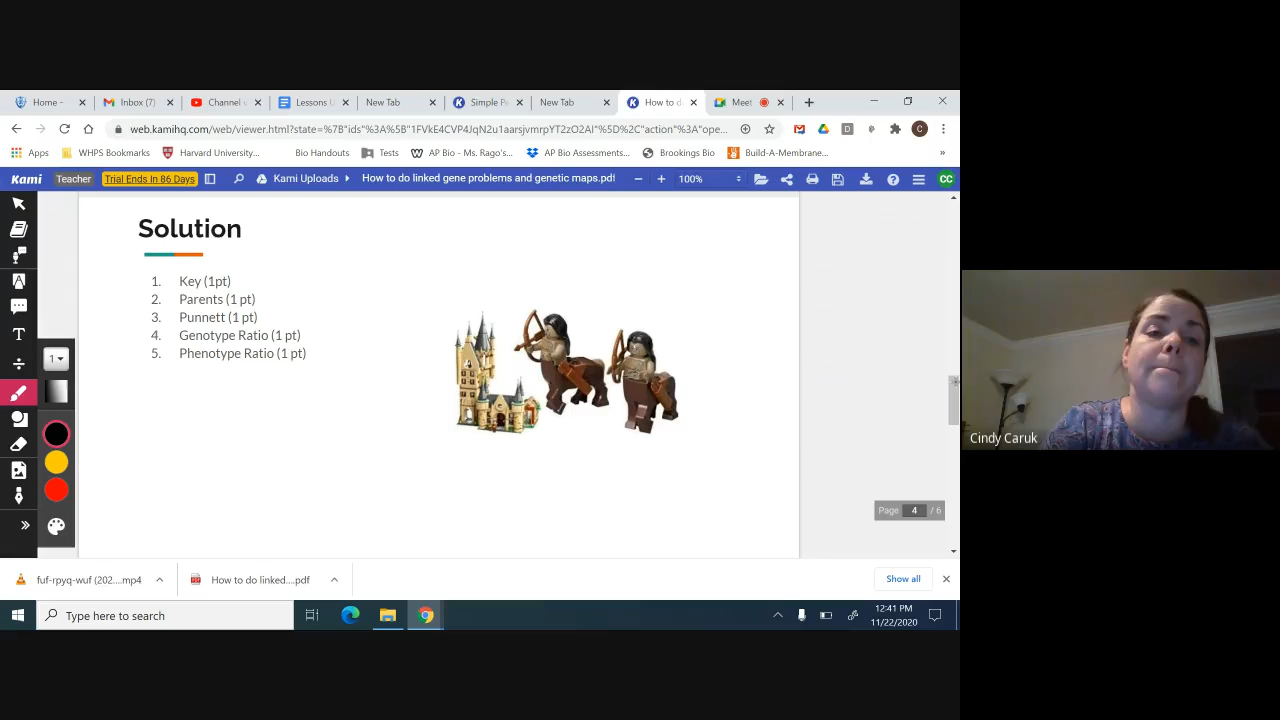 Home -
Inbox (7)
Channel
Lessons U
New Tab
Simple Pe
New Tab
How to d
Meet
web.kamihq.com/web/viewer.html?state=%7B"ids"%3A%5B"1FVkE4CVP4JqN2u1aarsjvmrpYT2zO2AI"%5D%2C"action"%3A"ope...
C
Apps
WHPS Bookmarks
Harvard University...
Bio Handouts
Tests
AP Bio - Ms. Rago's...
AP Bio Assessments...
Brookings Bio
Build-A-Membrane...
»
Kami
Teacher
Trial Ends In 86 Days
Kami Uploads
How to do linked gene problems and genetic maps.pdf
100%
CC
Solution
1. Key (1pt)
2. Parents (1 pt)
3. Punnett (1 pt)
4. Genotype Ratio (1 pt)
5. Phenotype Ratio (1 pt)
1
Cindy Caruk
Page 4 / 6
fuf-rpyq-wuf (202....mp4
How to do linked....pdf
Show all
Type here to search
12:41 PM
11/22/2020